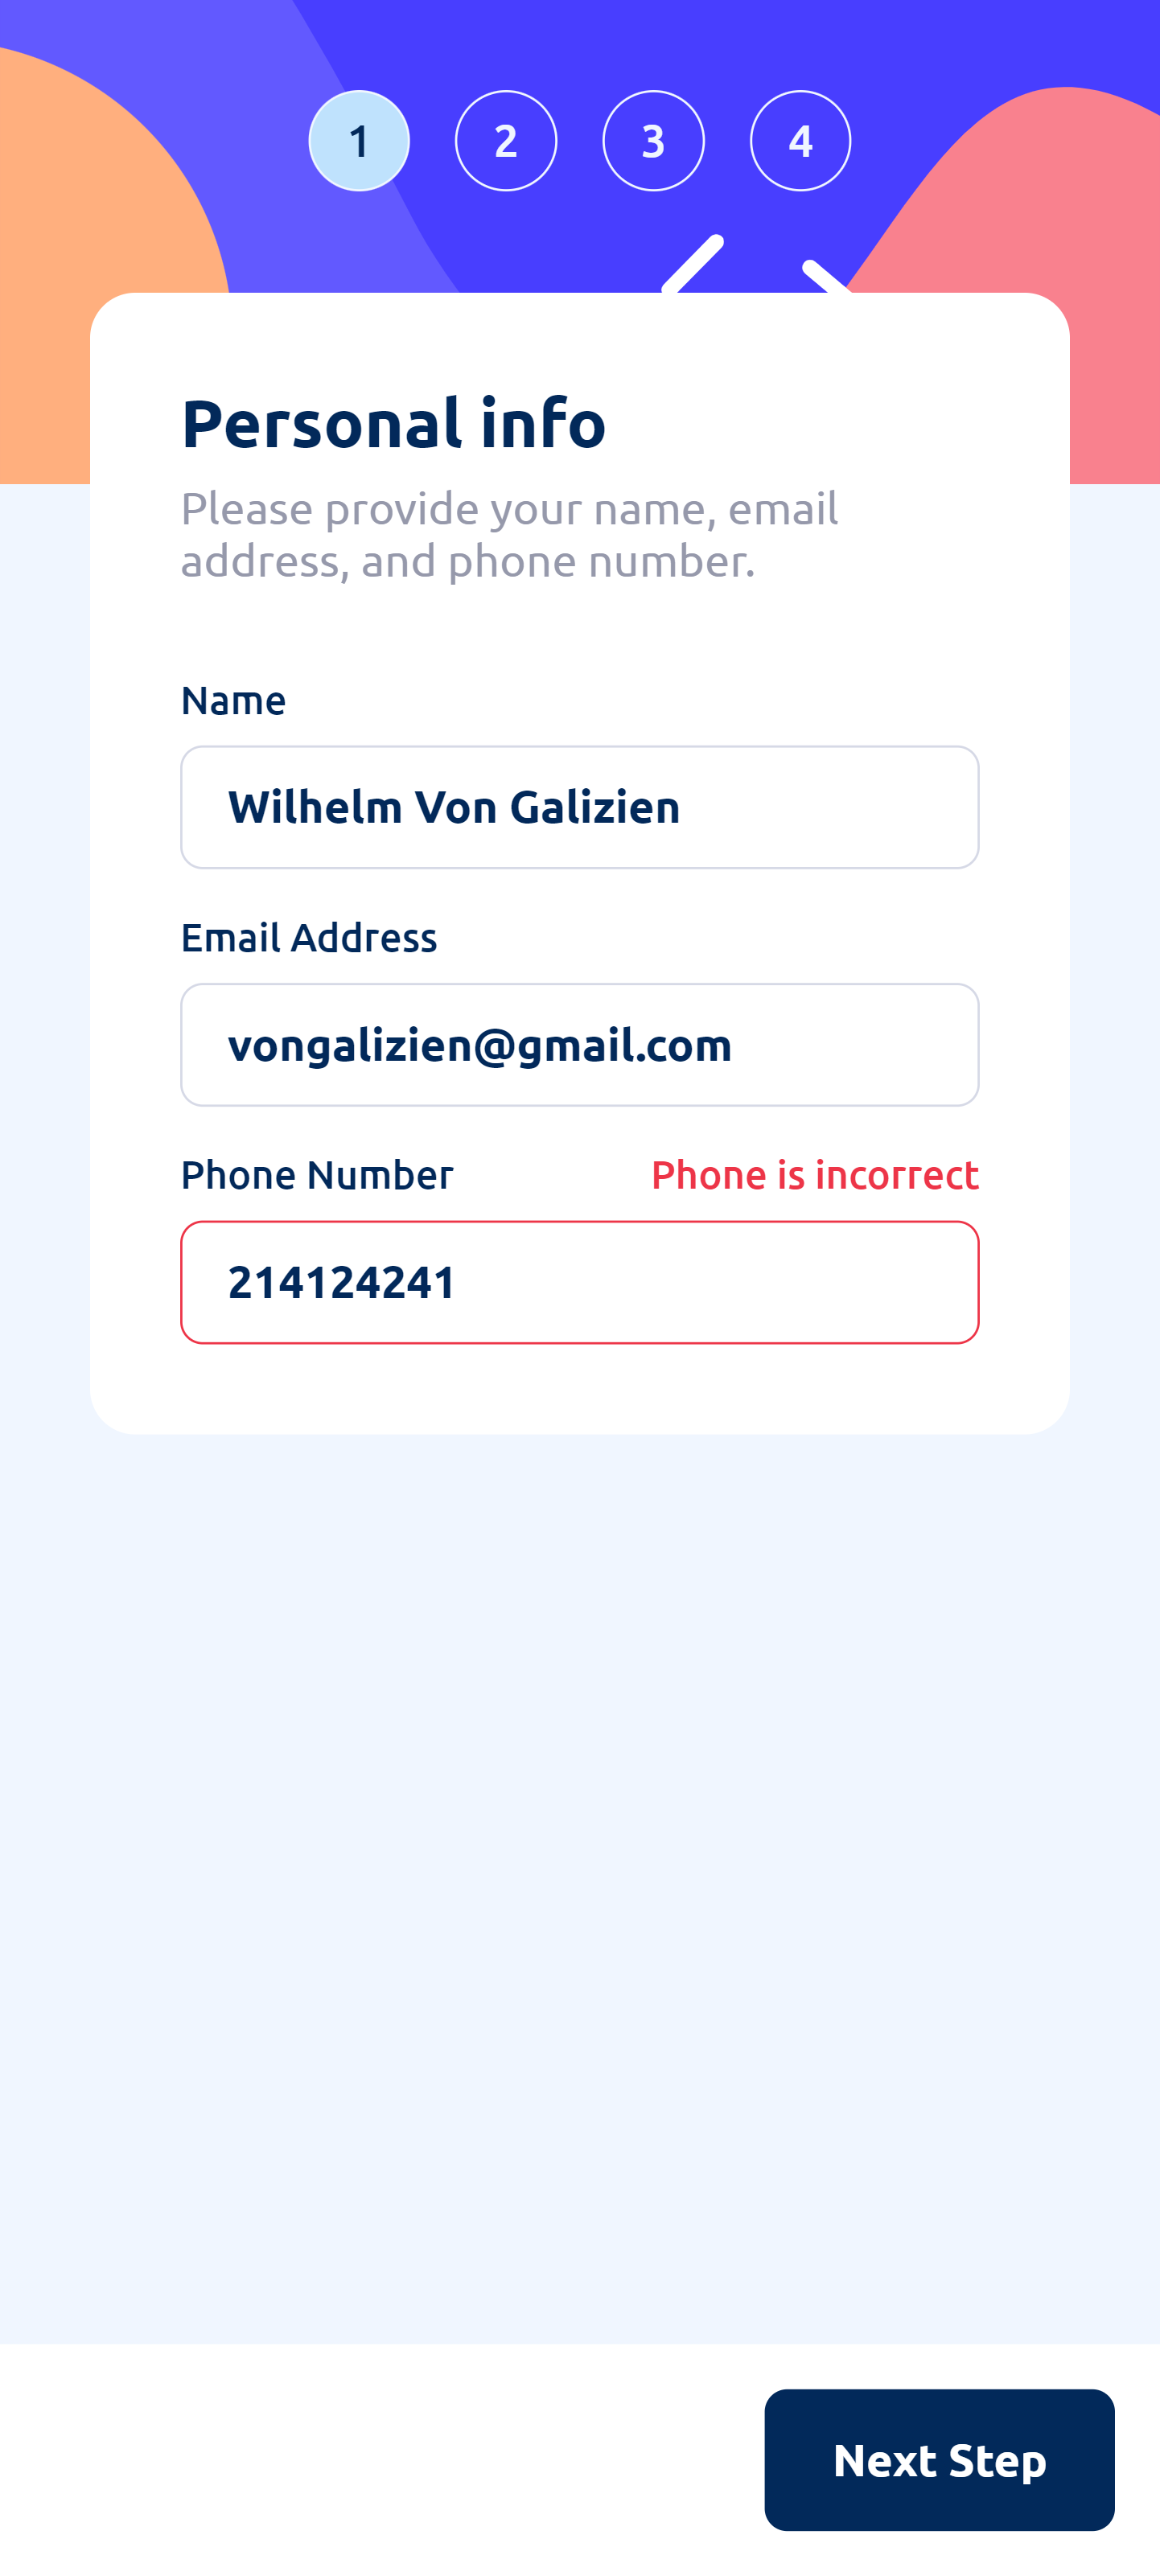 1 2 3 4
Personal info
Please provide your name, email
address, and phone number.
Name
Wilhelm Von Galizien
Email Address
vongalizien@gmail.com
Phone Number Phone is incorrect
214124241
Next Step